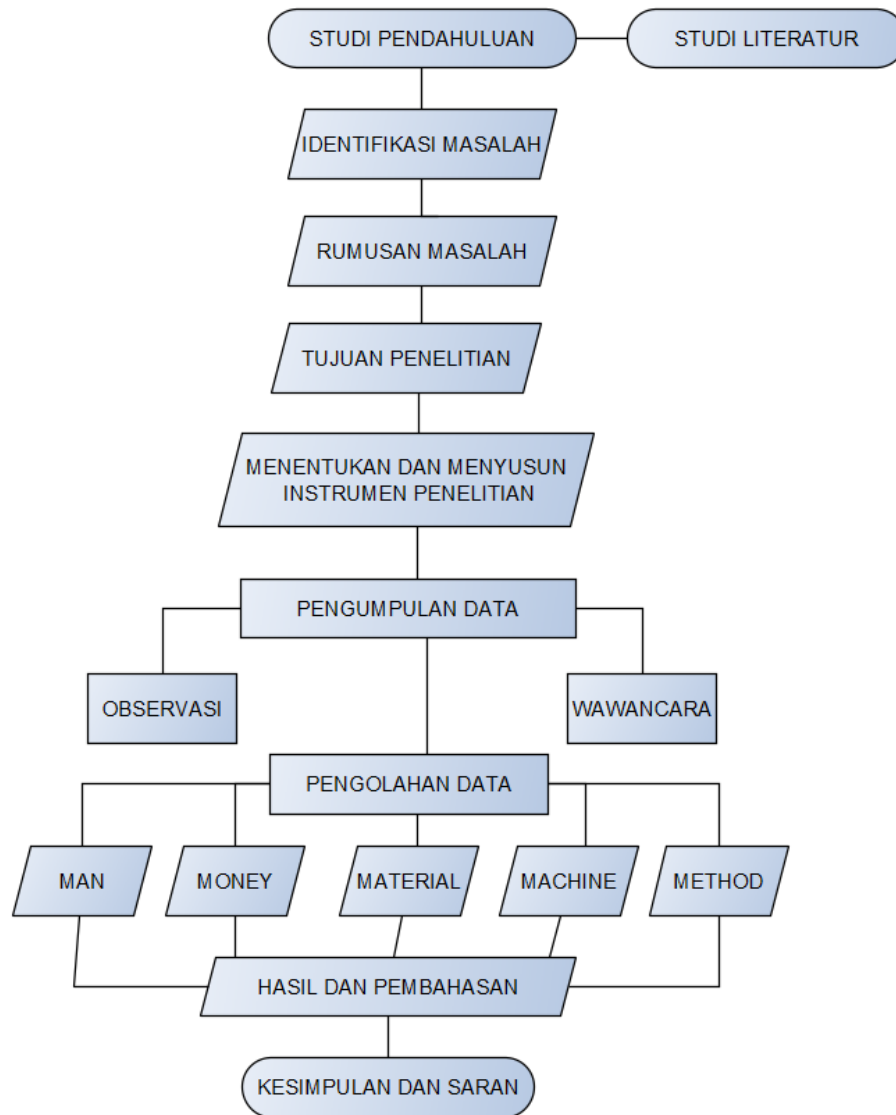 STUDI PENDAHULUAN
STUDI LITERATUR
IDENTIFIKASI MASALAH
RUMUSAN MASALAH
TUJUAN PENELITIAN
MENENTUKAN DAN MENYUSUN
INSTRUMEN PENELITIAN
PENGUMPULAN DATA
OBSERVASI
WAWANCARA
PENGOLAHAN DATA
MAN
MONEY
MATERIAL
MACHINE
METHOD
HASIL DAN PEMBAHASAN
KESIMPULAN DAN SARAN